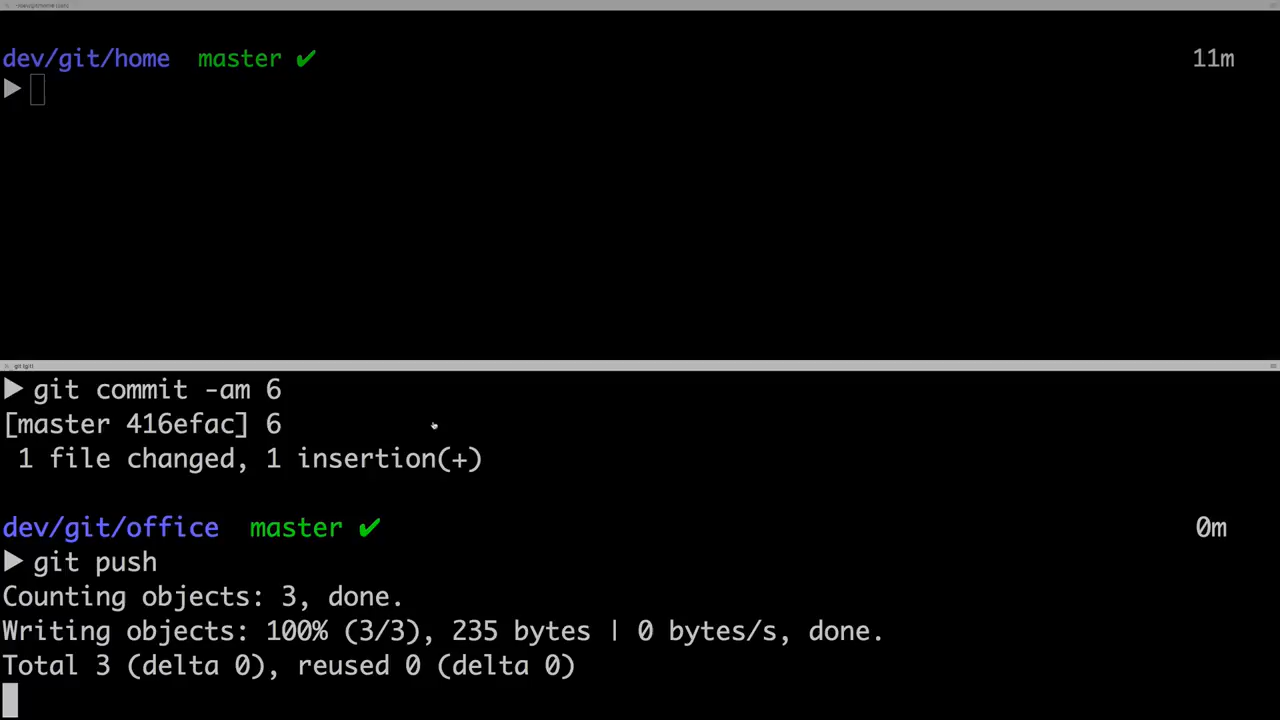 dev/git/home master ✔ 11m
▶
git (git)
▶ git commit -am 6
[master 416efac] 6
1 file changed, 1 insertion(+)
dev/git/office master ✔ 0m
▶ git push
Counting objects: 3, done.
Writing objects: 100% (3/3), 235 bytes | 0 bytes/s, done.
Total 3 (delta 0), reused 0 (delta 0)